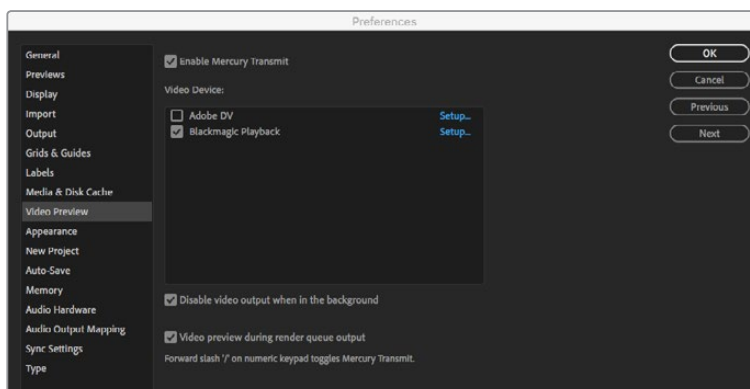 Preferences
General
Previews
Display
Import
Output
Grids & Guides
Labels
Media & Disk Cache
Video Preview
Appearance
New Project
Auto-Save
Memory
Audio Hardware
Audio Output Mapping
Sync Settings
Type
Enable Mercury Transmit
Video Device:
Adobe DV Setup...
Blackmagic Playback Setup...
Disable video output when in the background
Video preview during render queue output
Forward slash '/' on numeric keypad toggles Mercury Transmit.
OK
Cancel
Previous
Next